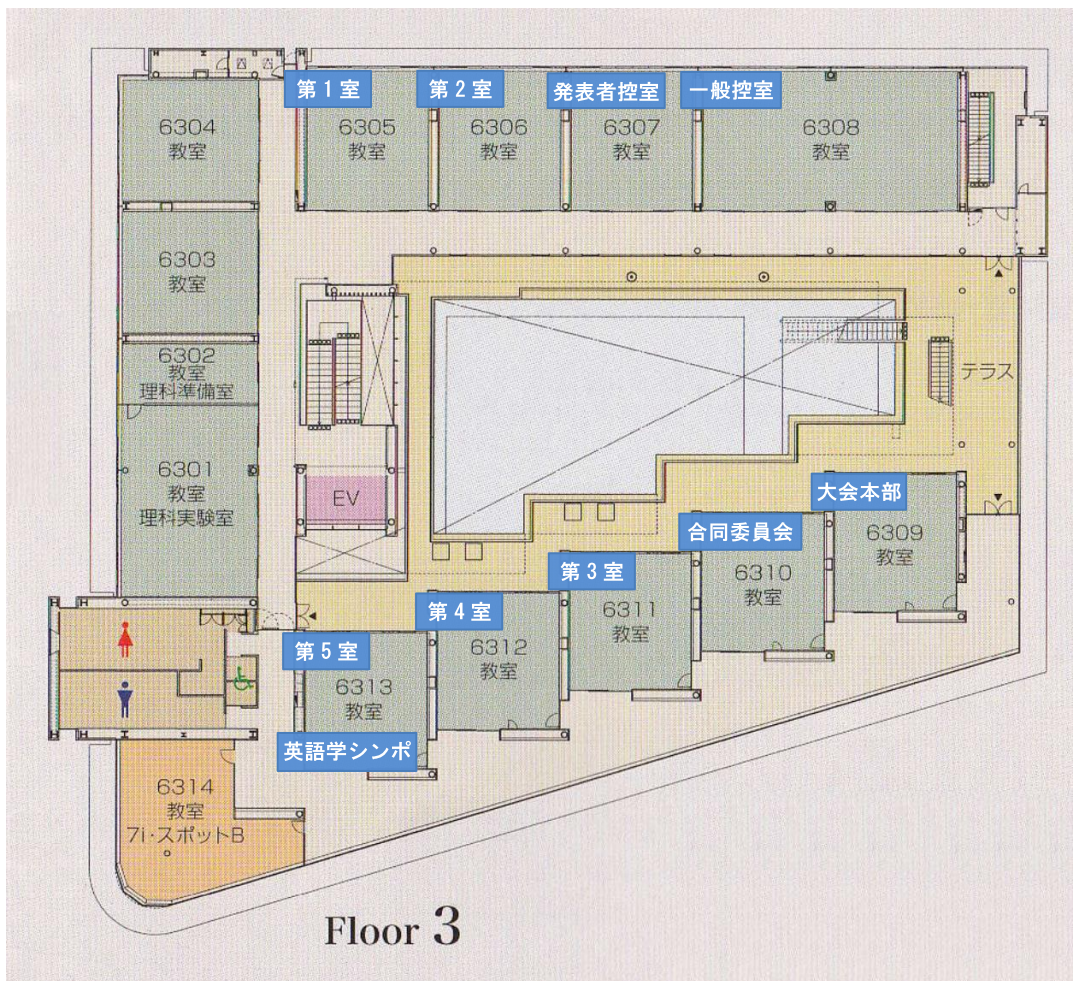 第1室
第2室
発表者控室
一般控室
6304
教室
6305
教室
6306
教室
6307
教室
6308
教室
6303
教室
6302
教室
理科準備室
テラス
6301
教室
理科実験室
EV
大会本部
6309
教室
合同委員会
6310
教室
第3室
6311
教室
第4室
6312
教室
第5室
6313
教室
英語学シンポ
6314
教室
7i・スポットB
Floor 3